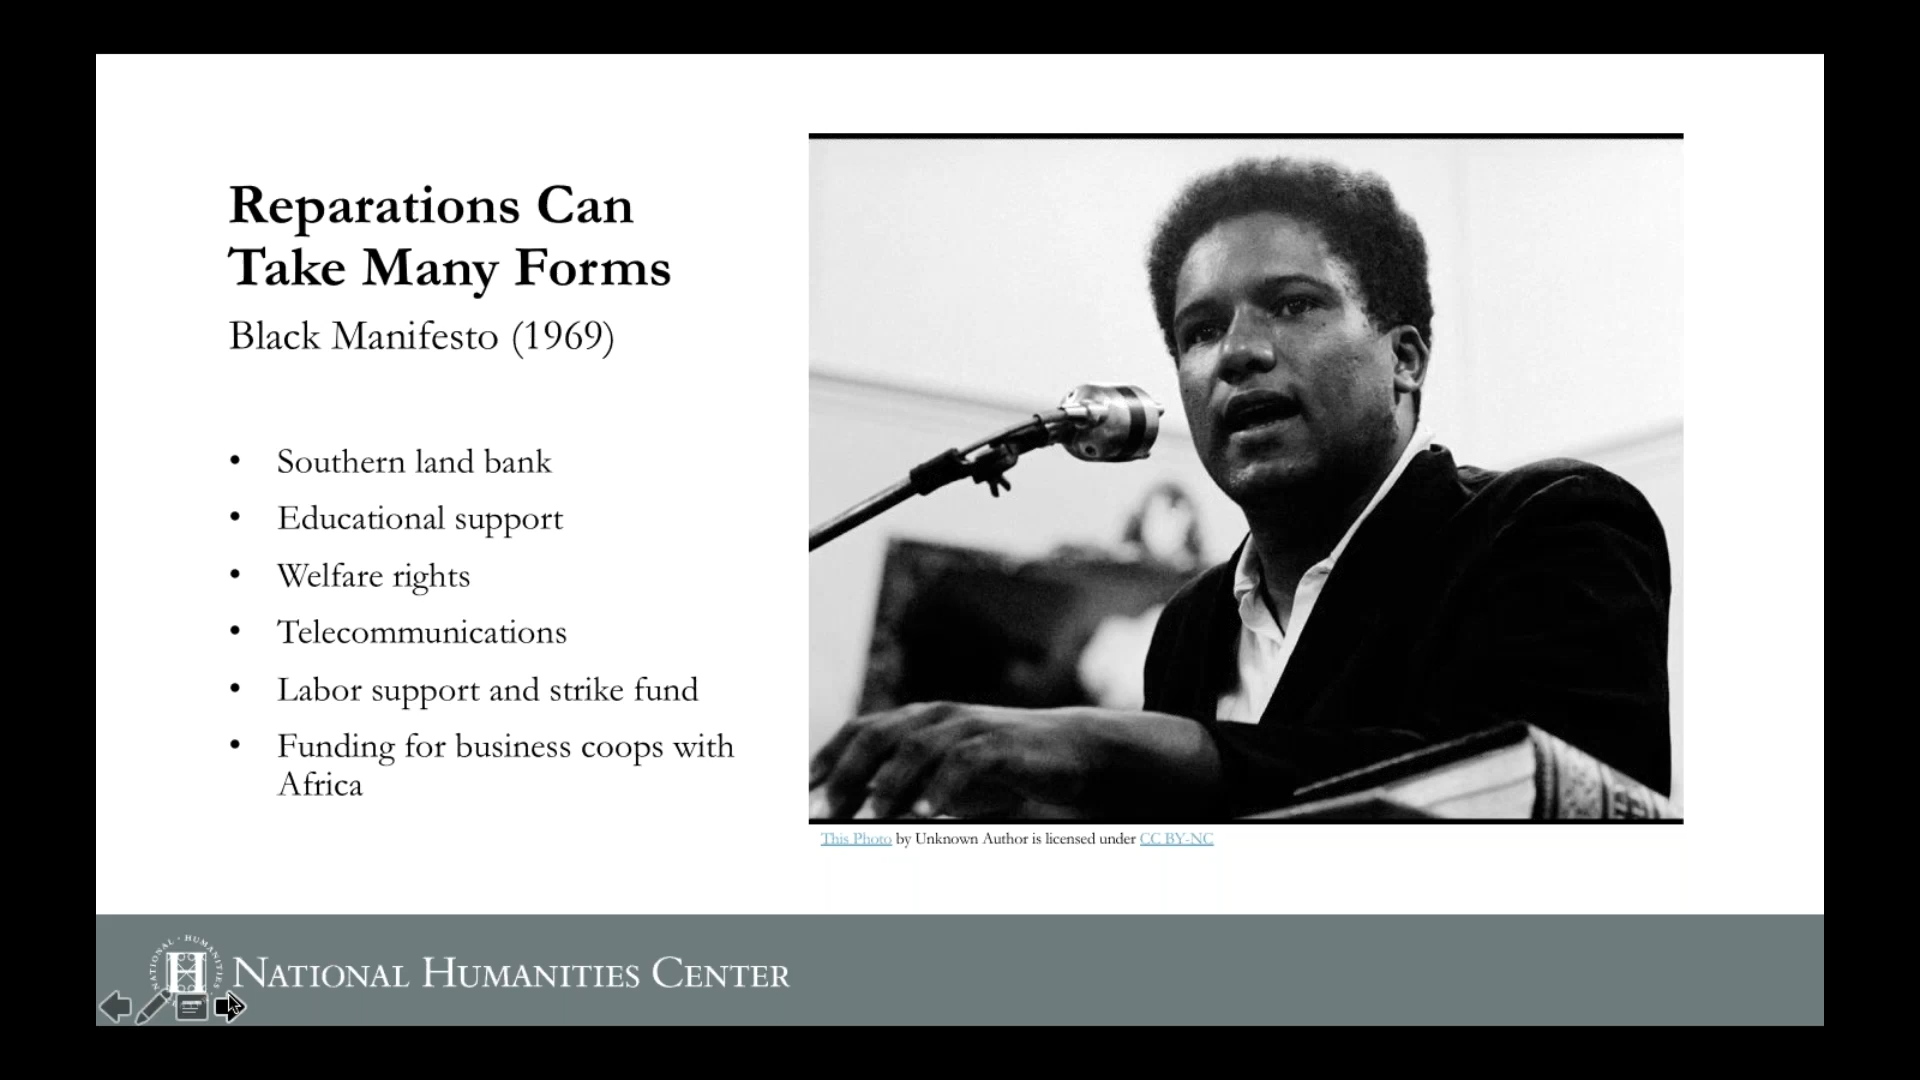 Reparations Can
Take Many Forms
Black Manifesto (1969)
• Southern land bank
• Educational support
• Welfare rights
• Telecommunications
• Labor support and strike fund
• Funding for business coops with
Africa
This Photo by Unknown Author is licensed under CC BY-NC
NATIONAL · HUMANITIES
H
NATIONAL HUMANITIES CENTER